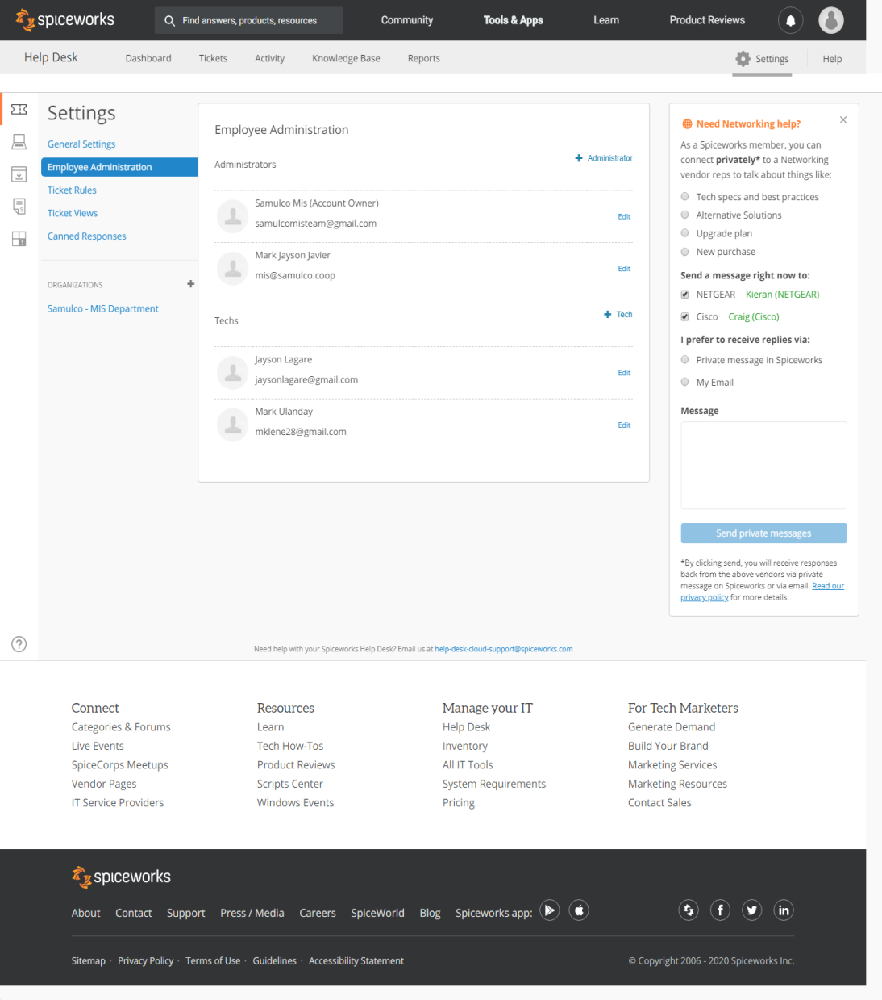 spiceworks
Find answers, products, resources
Community
Tools & Apps
Learn
Product Reviews
Help Desk
Dashboard
Tickets
Activity
Knowledge Base
Reports
Settings
Help
Settings
General Settings
Employee Administration
Ticket Rules
Ticket Views
Canned Responses
ORGANIZATIONS
Samulco - MIS Department
Employee Administration
Administrators
+ Administrator
Samulco Mis (Account Owner)
samulcomisteam@gmail.com
Edit
Mark Jayson Javier
mis@samulco.coop
Edit
Techs
+ Tech
Jayson Lagare
jaysonlagare@gmail.com
Edit
Mark Ulanday
mklene28@gmail.com
Edit
Need Networking help?
As a Spiceworks member, you can
connect privately* to a Networking
vendor reps to talk about things like:
Tech specs and best practices
Alternative Solutions
Upgrade plan
New purchase
Send a message right now to:
NETGEAR Kieran (NETGEAR)
Cisco Craig (Cisco)
I prefer to receive replies via:
Private message in Spiceworks
My Email
Message
Send private messages
*By clicking send, you will receive responses
back from the above vendors via private
message on Spiceworks or via email. Read our
privacy policy for more details.
Need help with your Spiceworks Help Desk? Email us at help-desk-cloud-support@spiceworks.com
Connect
Categories & Forums
Live Events
SpiceCorps Meetups
Vendor Pages
IT Service Providers
Resources
Learn
Tech How-Tos
Product Reviews
Scripts Center
Windows Events
Manage your IT
Help Desk
Inventory
All IT Tools
System Requirements
Pricing
For Tech Marketers
Generate Demand
Build Your Brand
Marketing Services
Marketing Resources
Contact Sales
spiceworks
About Contact Support Press / Media Careers SpiceWorld Blog Spiceworks app:
Sitemap · Privacy Policy · Terms of Use · Guidelines · Accessibility Statement
© Copyright 2006 - 2020 Spiceworks Inc.